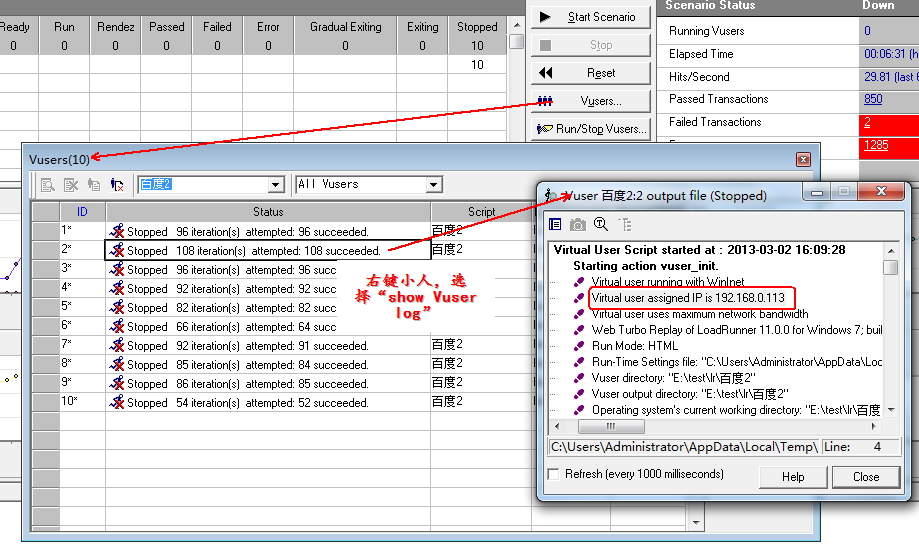 Ready Run Rendez Passed Failed Error Gradual Exiting Exiting Stopped
0 0 0 0 0 0 0 0 10
10
Start Scenario
Stop
Reset
Vusers...
Run/Stop Vusers...
Scenario Status Down
Running Vusers 0
Elapsed Time 00:06:31 (h
Hits/Second 29.81 (last 6
Passed Transactions 850
Failed Transactions 2
1285
Vusers(10)
百度2 All Vusers
ID Status Script
1* Stopped 96 iteration(s) attempted: 96 succeeded. 百度2
2* Stopped 108 iteration(s) attempted: 108 succeeded. 百度2
3* Stopped 96 iteration(s) attempted: 96 succ
4* Stopped 92 iteration(s) attempted: 92 succ
5* Stopped 82 iteration(s) attempted: 82 succ
6* Stopped 66 iteration(s) attempted: 64 succ
7* Stopped 92 iteration(s) attempted: 91 succeeded. 百度2
8* Stopped 85 iteration(s) attempted: 84 succeeded. 百度2
9* Stopped 86 iteration(s) attempted: 85 succeeded. 百度2
10* Stopped 54 iteration(s) attempted: 52 succeeded. 百度2
右键小人，选
择“show Vuser
log”
Vuser 百度2:2 output file (Stopped)
Virtual User Script started at : 2013-03-02 16:09:28
Starting action vuser_init.
Virtual user running with WinInet
Virtual user assigned IP is 192.168.0.113
Virtual user uses maximum network bandwidth
Web Turbo Replay of LoadRunner 11.0.0 for Windows 7; buil
Run Mode: HTML
Run-Time Settings file: "C:\Users\Administrator\AppData\Loc
Vuser directory: "E:\test\lr\百度2"
Vuser output directory: "E:\test\lr\百度2"
Operating system's current working directory: "E:\test\lr\百度
C:\Users\Administrator\AppData\Local\Temp\ Line: 4
Refresh (every 1000 milliseconds)
Help
Close